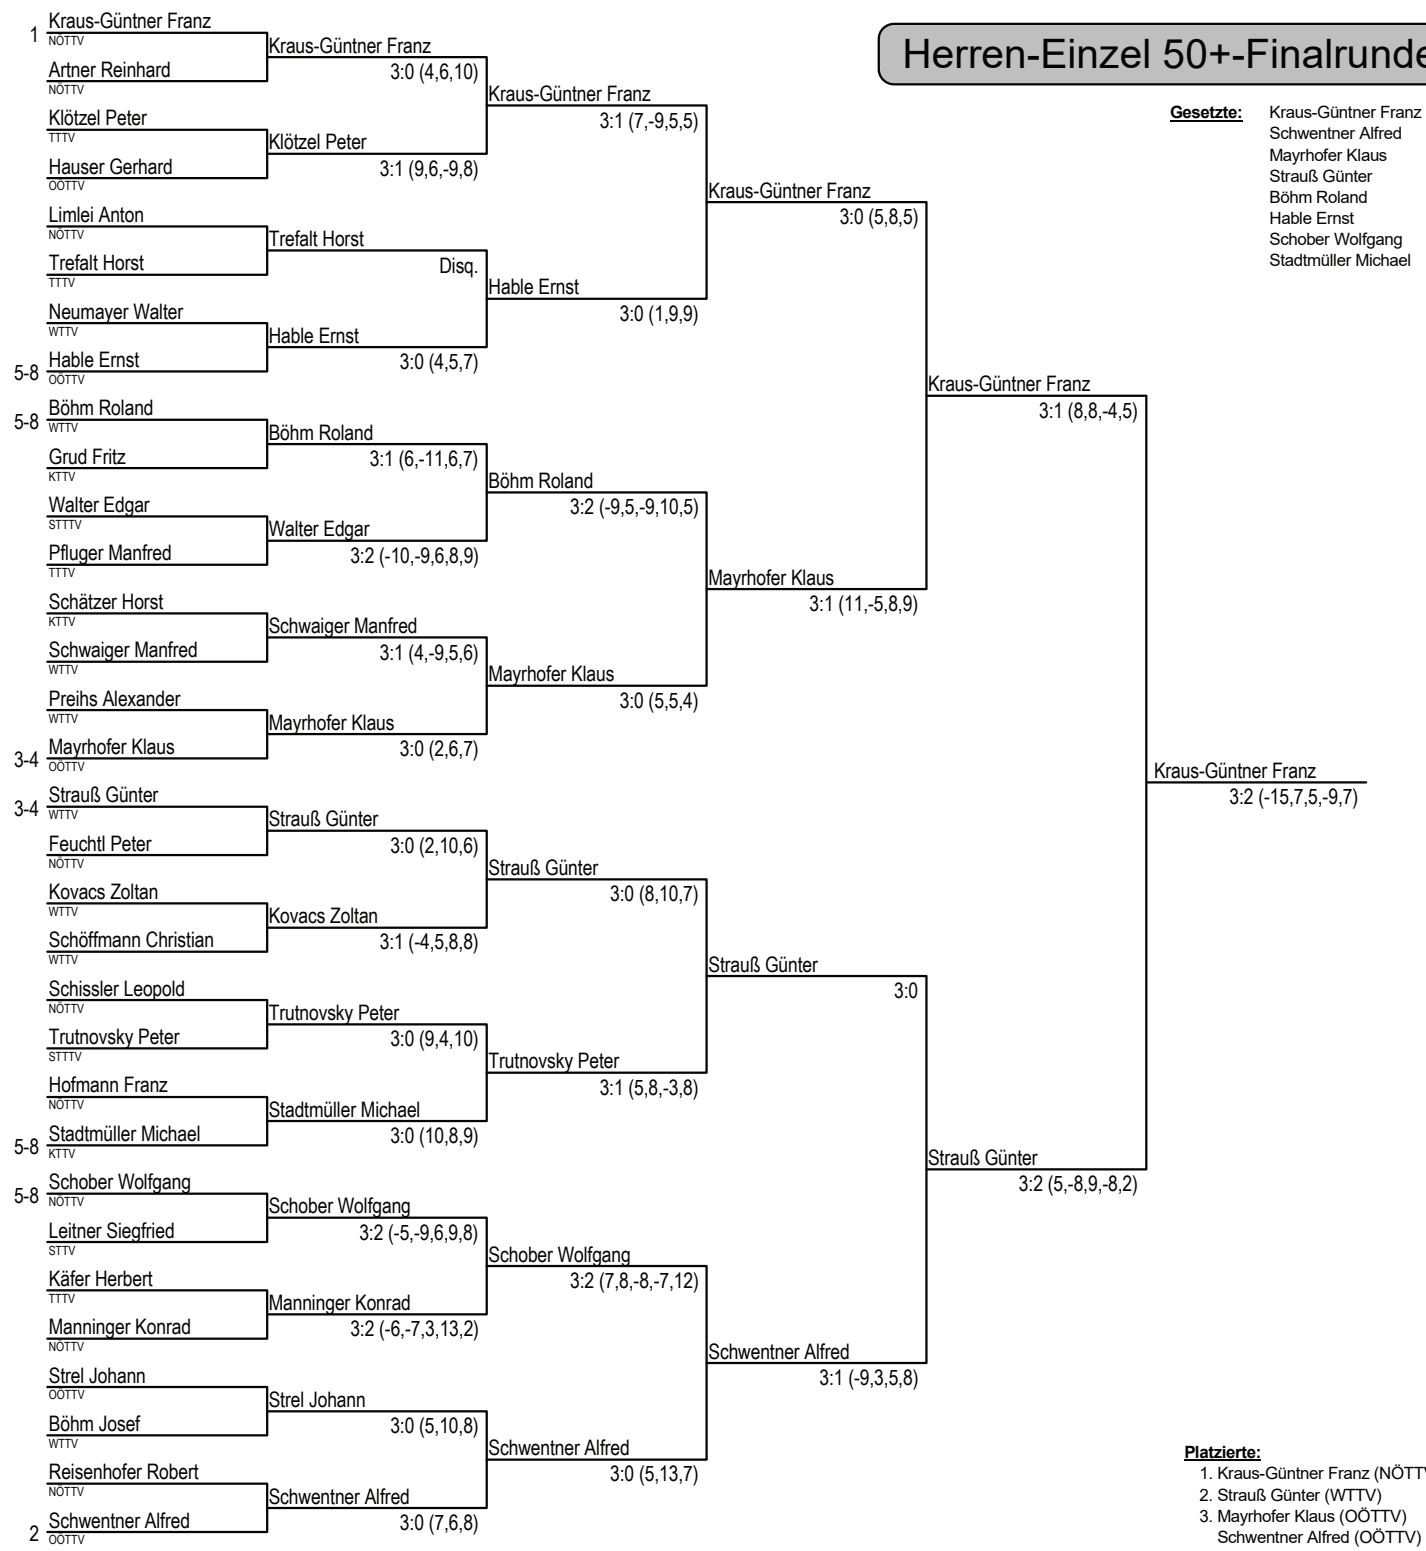 Herren-Einzel 50+-Finalrunde
Gesetzte: Kraus-Güntner Franz
Schwentner Alfred
Mayrhofer Klaus
Strauß Günter
Böhm Roland
Hable Ernst
Schober Wolfgang
Stadtmüller Michael
1 Kraus-Güntner Franz
NÖTTV
Artner Reinhard
NÖTTV
Klötzel Peter
TTTV
Hauser Gerhard
OÖTTV
Limlei Anton
NÖTTV
Trefalt Horst
TTTV
Neumayer Walter
WTTV
5-8 Hable Ernst
OÖTTV
5-8 Böhm Roland
WTTV
Grud Fritz
KTTV
Walter Edgar
STTTV
Pfluger Manfred
TTTV
Schätzer Horst
KTTV
Schwaiger Manfred
WTTV
Preihs Alexander
WTTV
3-4 Mayrhofer Klaus
OÖTTV
3-4 Strauß Günter
WTTV
Feuchtl Peter
NÖTTV
Kovacs Zoltan
WTTV
Schöffmann Christian
WTTV
Schissler Leopold
NÖTTV
Trutnovsky Peter
STTTV
Hofmann Franz
NÖTTV
5-8 Stadtmüller Michael
KTTV
5-8 Schober Wolfgang
NÖTTV
Leitner Siegfried
STTV
Käfer Herbert
TTTV
Manninger Konrad
NÖTTV
Strel Johann
OÖTTV
Böhm Josef
WTTV
Reisenhofer Robert
NÖTTV
2 Schwentner Alfred
OÖTTV
Kraus-Güntner Franz
3:0 (4,6,10)
Klötzel Peter
3:1 (9,6,-9,8)
Trefalt Horst
Disq.
Hable Ernst
3:0 (4,5,7)
Böhm Roland
3:1 (6,-11,6,7)
Walter Edgar
3:2 (-10,-9,6,8,9)
Schwaiger Manfred
3:1 (4,-9,5,6)
Mayrhofer Klaus
3:0 (2,6,7)
Strauß Günter
3:0 (2,10,6)
Kovacs Zoltan
3:1 (-4,5,8,8)
Trutnovsky Peter
3:0 (9,4,10)
Stadtmüller Michael
3:0 (10,8,9)
Schober Wolfgang
3:2 (-5,-9,6,9,8)
Manninger Konrad
3:2 (-6,-7,3,13,2)
Strel Johann
3:0 (5,10,8)
Schwentner Alfred
3:0 (7,6,8)
Kraus-Güntner Franz
3:1 (7,-9,5,5)
Hable Ernst
3:0 (1,9,9)
Böhm Roland
3:2 (-9,5,-9,10,5)
Mayrhofer Klaus
3:0 (5,5,4)
Strauß Günter
3:0 (8,10,7)
Trutnovsky Peter
3:1 (5,8,-3,8)
Schober Wolfgang
3:2 (7,8,-8,-7,12)
Schwentner Alfred
3:0 (5,13,7)
Kraus-Güntner Franz
3:0 (5,8,5)
Mayrhofer Klaus
3:1 (11,-5,8,9)
Strauß Günter
3:0
Schwentner Alfred
3:1 (-9,3,5,8)
Kraus-Güntner Franz
3:1 (8,8,-4,5)
Strauß Günter
3:2 (5,-8,9,-8,2)
Kraus-Güntner Franz
3:2 (-15,7,5,-9,7)
Platzierte:
1. Kraus-Güntner Franz (NÖTTV
2. Strauß Günter (WTTV)
3. Mayrhofer Klaus (OÖTTV)
Schwentner Alfred (OÖTTV)